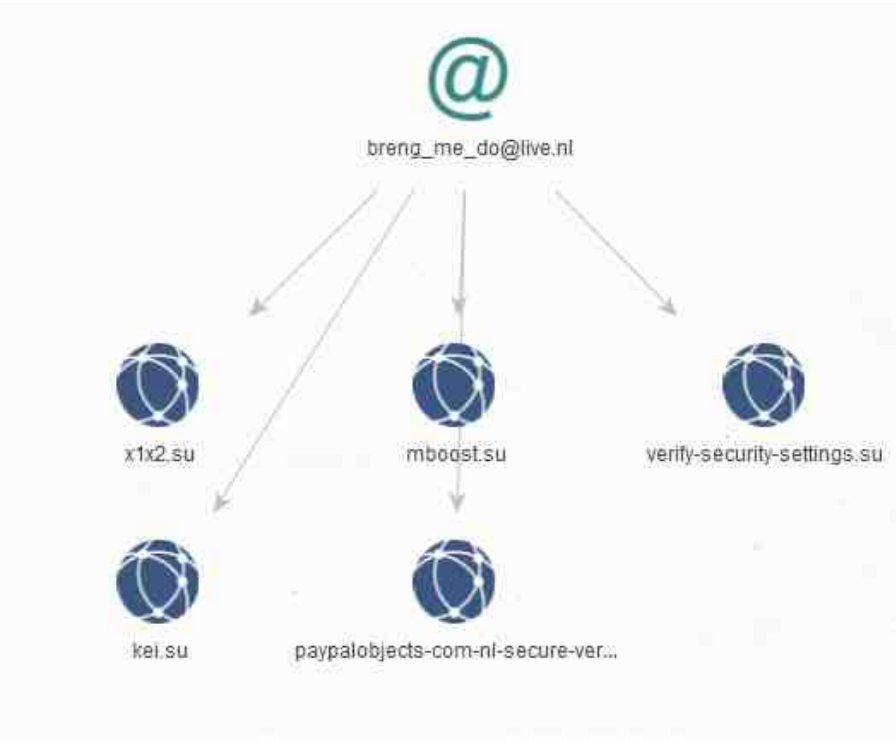 @
breng_me_do@live.nl
x1x2.su
mboost.su
verify-security-settings.su
kei.su
paypalobjects-com-nl-secure-ver...